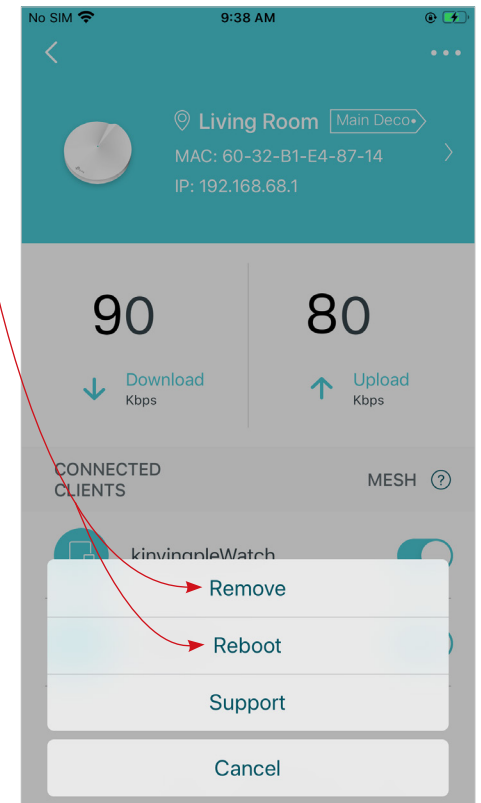 No SIM 9:38 AM
Living Room Main Deco
MAC: 60-32-B1-E4-87-14
IP: 192.168.68.1
90 80
Download Upload
Kbps Kbps
CONNECTED
CLIENTS
MESH ?
kinyingpleWatch
Remove
Reboot
Support
Cancel